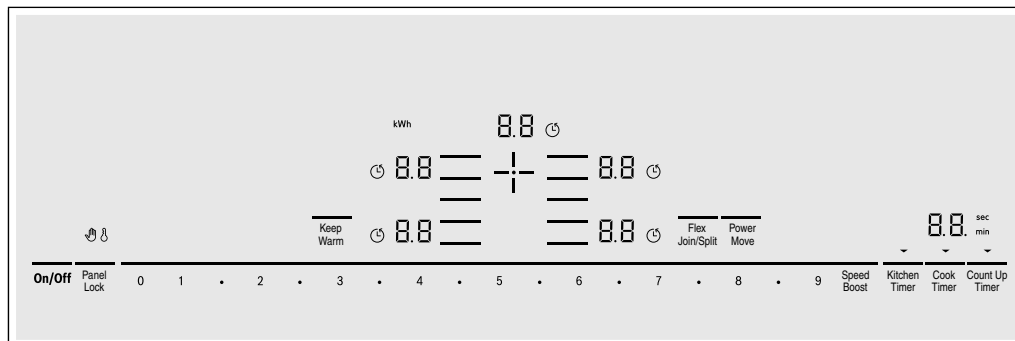 kWh 8.8
8.8 8.8
Keep
Warm
8.8 8.8
Flex
Join/Split
Power
Move
8.8. sec
min
On/Off
Panel
Lock
0 1 . 2 . 3 . 4 . 5 . 6 . 7 . 8 . 9
Speed
Boost
Kitchen
Timer
Cook
Timer
Count Up
Timer